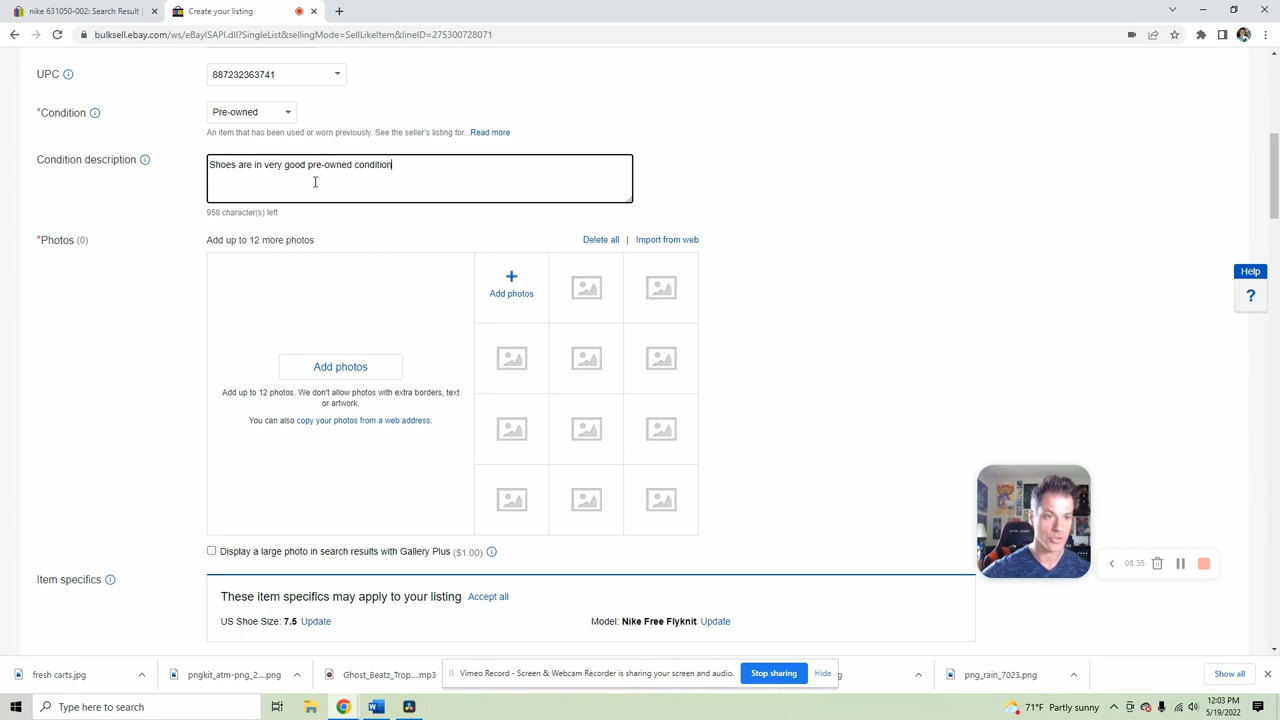 nike 631050-002: Search Result |
Create your listing
bulksell.ebay.com/ws/eBayISAPI.dll?SingleList&sellingMode=SellLikeItem&lineID=275300728071
UPC
887232363741
*Condition
Pre-owned
An item that has been used or worn previously. See the seller's listing for...Read more
Condition description
Shoes are in very good pre-owned condition
958 character(s) left
*Photos (0)
Add up to 12 more photos
Delete all | Import from web
Add photos
Help
?
Add photos
Add up to 12 photos. We don't allow photos with extra borders, text
or artwork.
You can also copy your photos from a web address.
Display a large photo in search results with Gallery Plus ($1.00)
08:35
Item specifics
These item specifics may apply to your listing Accept all
US Shoe Size: 7.5 Update
Model: Nike Free Flyknit Update
fresh carts.jpg
pngkit_atm-png_2....png
Ghost_Beatz_Trop....mp3
Vimeo Record - Screen & Webcam Recorder is sharing your screen and audio.
Stop sharing
Hide
png_rain_7023.png
Show all
Type here to search
71°F Partly sunny
12:03 PM
5/19/2022